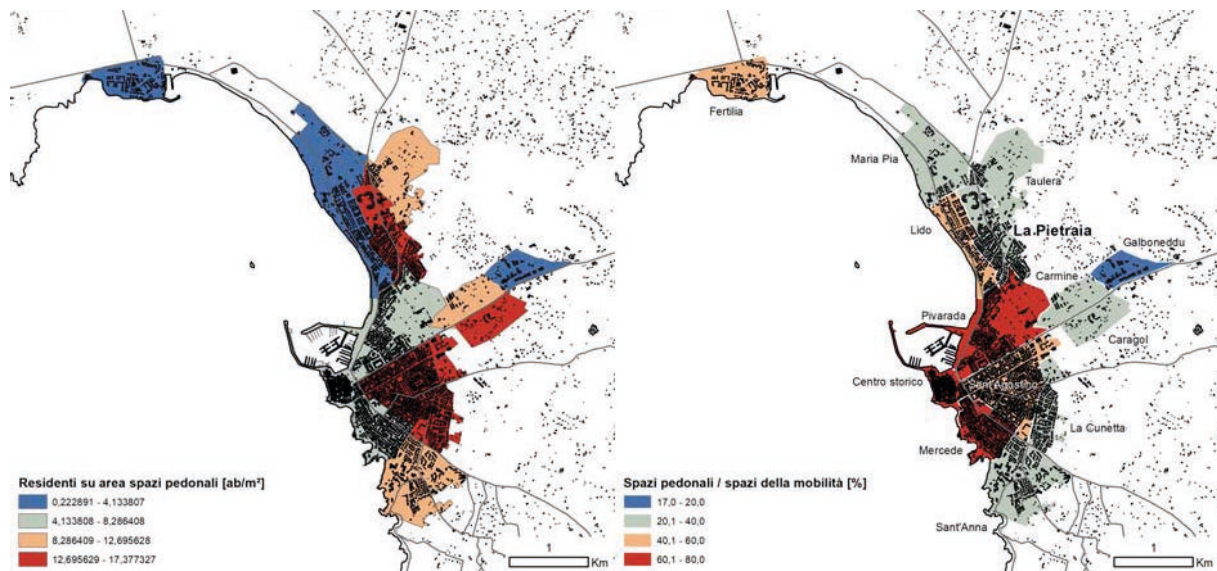 Residenti su area spazi pedonali [ab/m²]
0,222891 - 4,133807
4,133808 - 8,286408
8,286409 - 12,695628
12,695629 - 17,377327
1
Km
Fertilia
Maria Pia
Taulera
Lido
La Pietraia
Galboneddu
Carmine
Pivarada
Caragol
Centro storico
Sant'Agostino
La Cunetta
Mercede
Sant'Anna
Spazi pedonali / spazi della mobilità [%]
17,0 - 20,0
20,1 - 40,0
40,1 - 60,0
60,1 - 80,0
1
Km